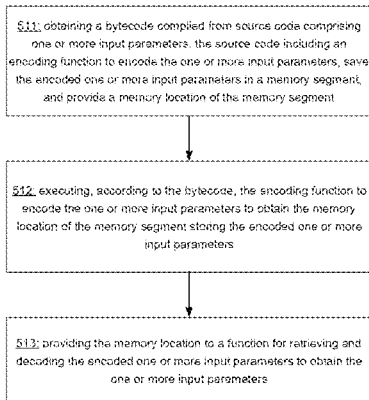 511: obtaining a bytecode compiled from source code comprising
one or more input parameters, the source code including an
encoding function to encode the one or more input parameters, save
the encoded one or more input parameters in a memory segment,
and provide a memory location of the memory segment
512: executing, according to the bytecode, the encoding function to
encode the one or more input parameters to obtain the memory
location of the memory segment storing the encoded one or more
input parameters
513: providing the memory location to a function for retrieving and
decoding the encoded one or more input parameters to obtain the
one or more input parameters